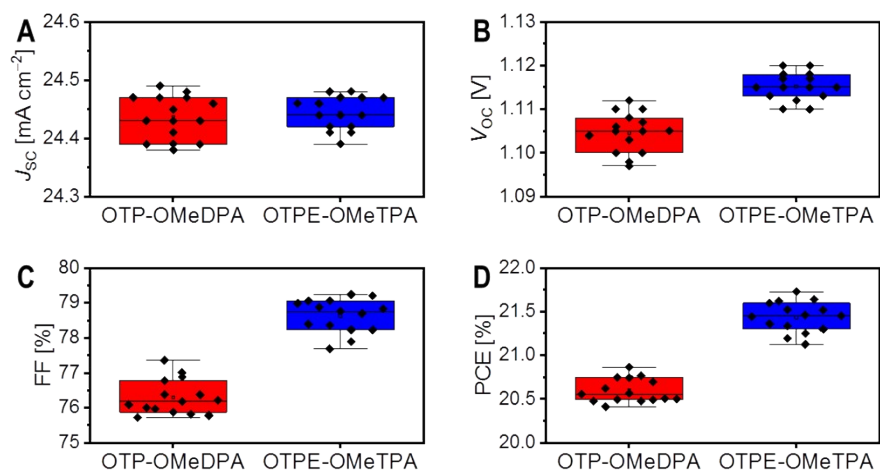 A
J_SC [mA cm⁻²]
24.6
24.5
24.4
24.3
OTP-OMeDPA OTPE-OMeTPA
B
V_OC [V]
1.13
1.12
1.11
1.10
1.09
OTP-OMeDPA OTPE-OMeTPA
C
FF [%]
80
79
78
77
76
75
OTP-OMeDPA OTPE-OMeTPA
D
PCE [%]
22.0
21.5
21.0
20.5
20.0
OTP-OMeDPA OTPE-OMeTPA